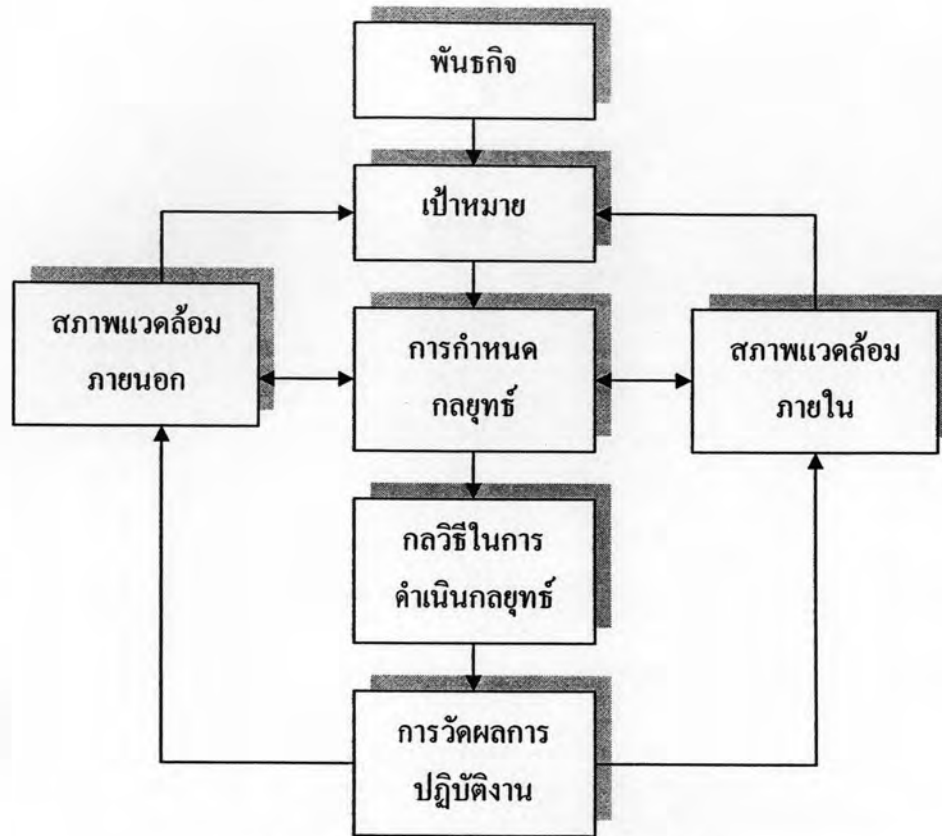 พันธกิจ
เป้าหมาย
สภาพแวดล้อม
ภายนอก
การกำหนด
กลยุทธ์
สภาพแวดล้อม
ภายใน
กลวิธีในการ
ดำเนินกลยุทธ์
การวัดผลการ
ปฏิบัติงาน